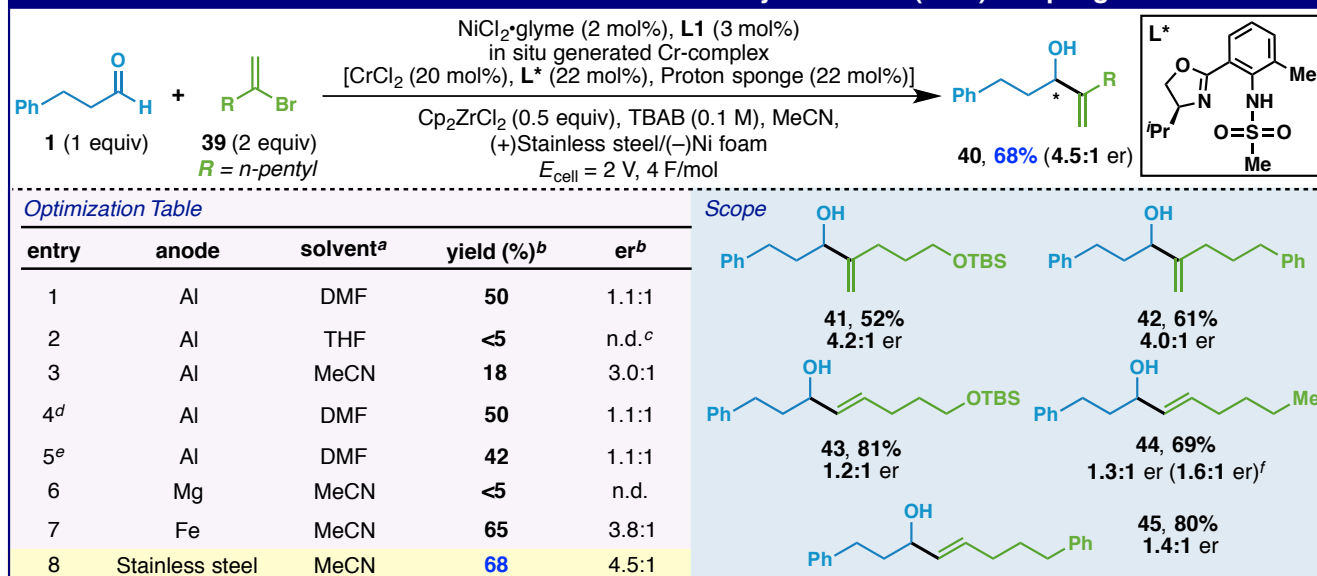 NiCl2•glyme (2 mol%), L1 (3 mol%)
in situ generated Cr-complex
[CrCl2 (20 mol%), L* (22 mol%), Proton sponge (22 mol%)]
Cp2ZrCl2 (0.5 equiv), TBAB (0.1 M), MeCN,
(+)Stainless steel/(–)Ni foam
Ecell = 2 V, 4 F/mol
O
Ph
H
1 (1 equiv)
+
R
Br
39 (2 equiv)
R = n-pentyl
OH
Ph
*
R
40, 68% (4.5:1 er)
L*
O
N
iPr
Me
NH
O=S=O
Me
Optimization Table
entry anode solventa yield (%)b erb
1 Al DMF 50 1.1:1
2 Al THF <5 n.d.c
3 Al MeCN 18 3.0:1
4d Al DMF 50 1.1:1
5e Al DMF 42 1.1:1
6 Mg MeCN <5 n.d.
7 Fe MeCN 65 3.8:1
8 Stainless steel MeCN 68 4.5:1
Scope
OH
Ph
OTBS
41, 52%
4.2:1 er
OH
Ph
Ph
42, 61%
4.0:1 er
OH
Ph
OTBS
43, 81%
1.2:1 er
OH
Ph
Me
44, 69%
1.3:1 er (1.6:1 er)f
OH
Ph
Ph
45, 80%
1.4:1 er